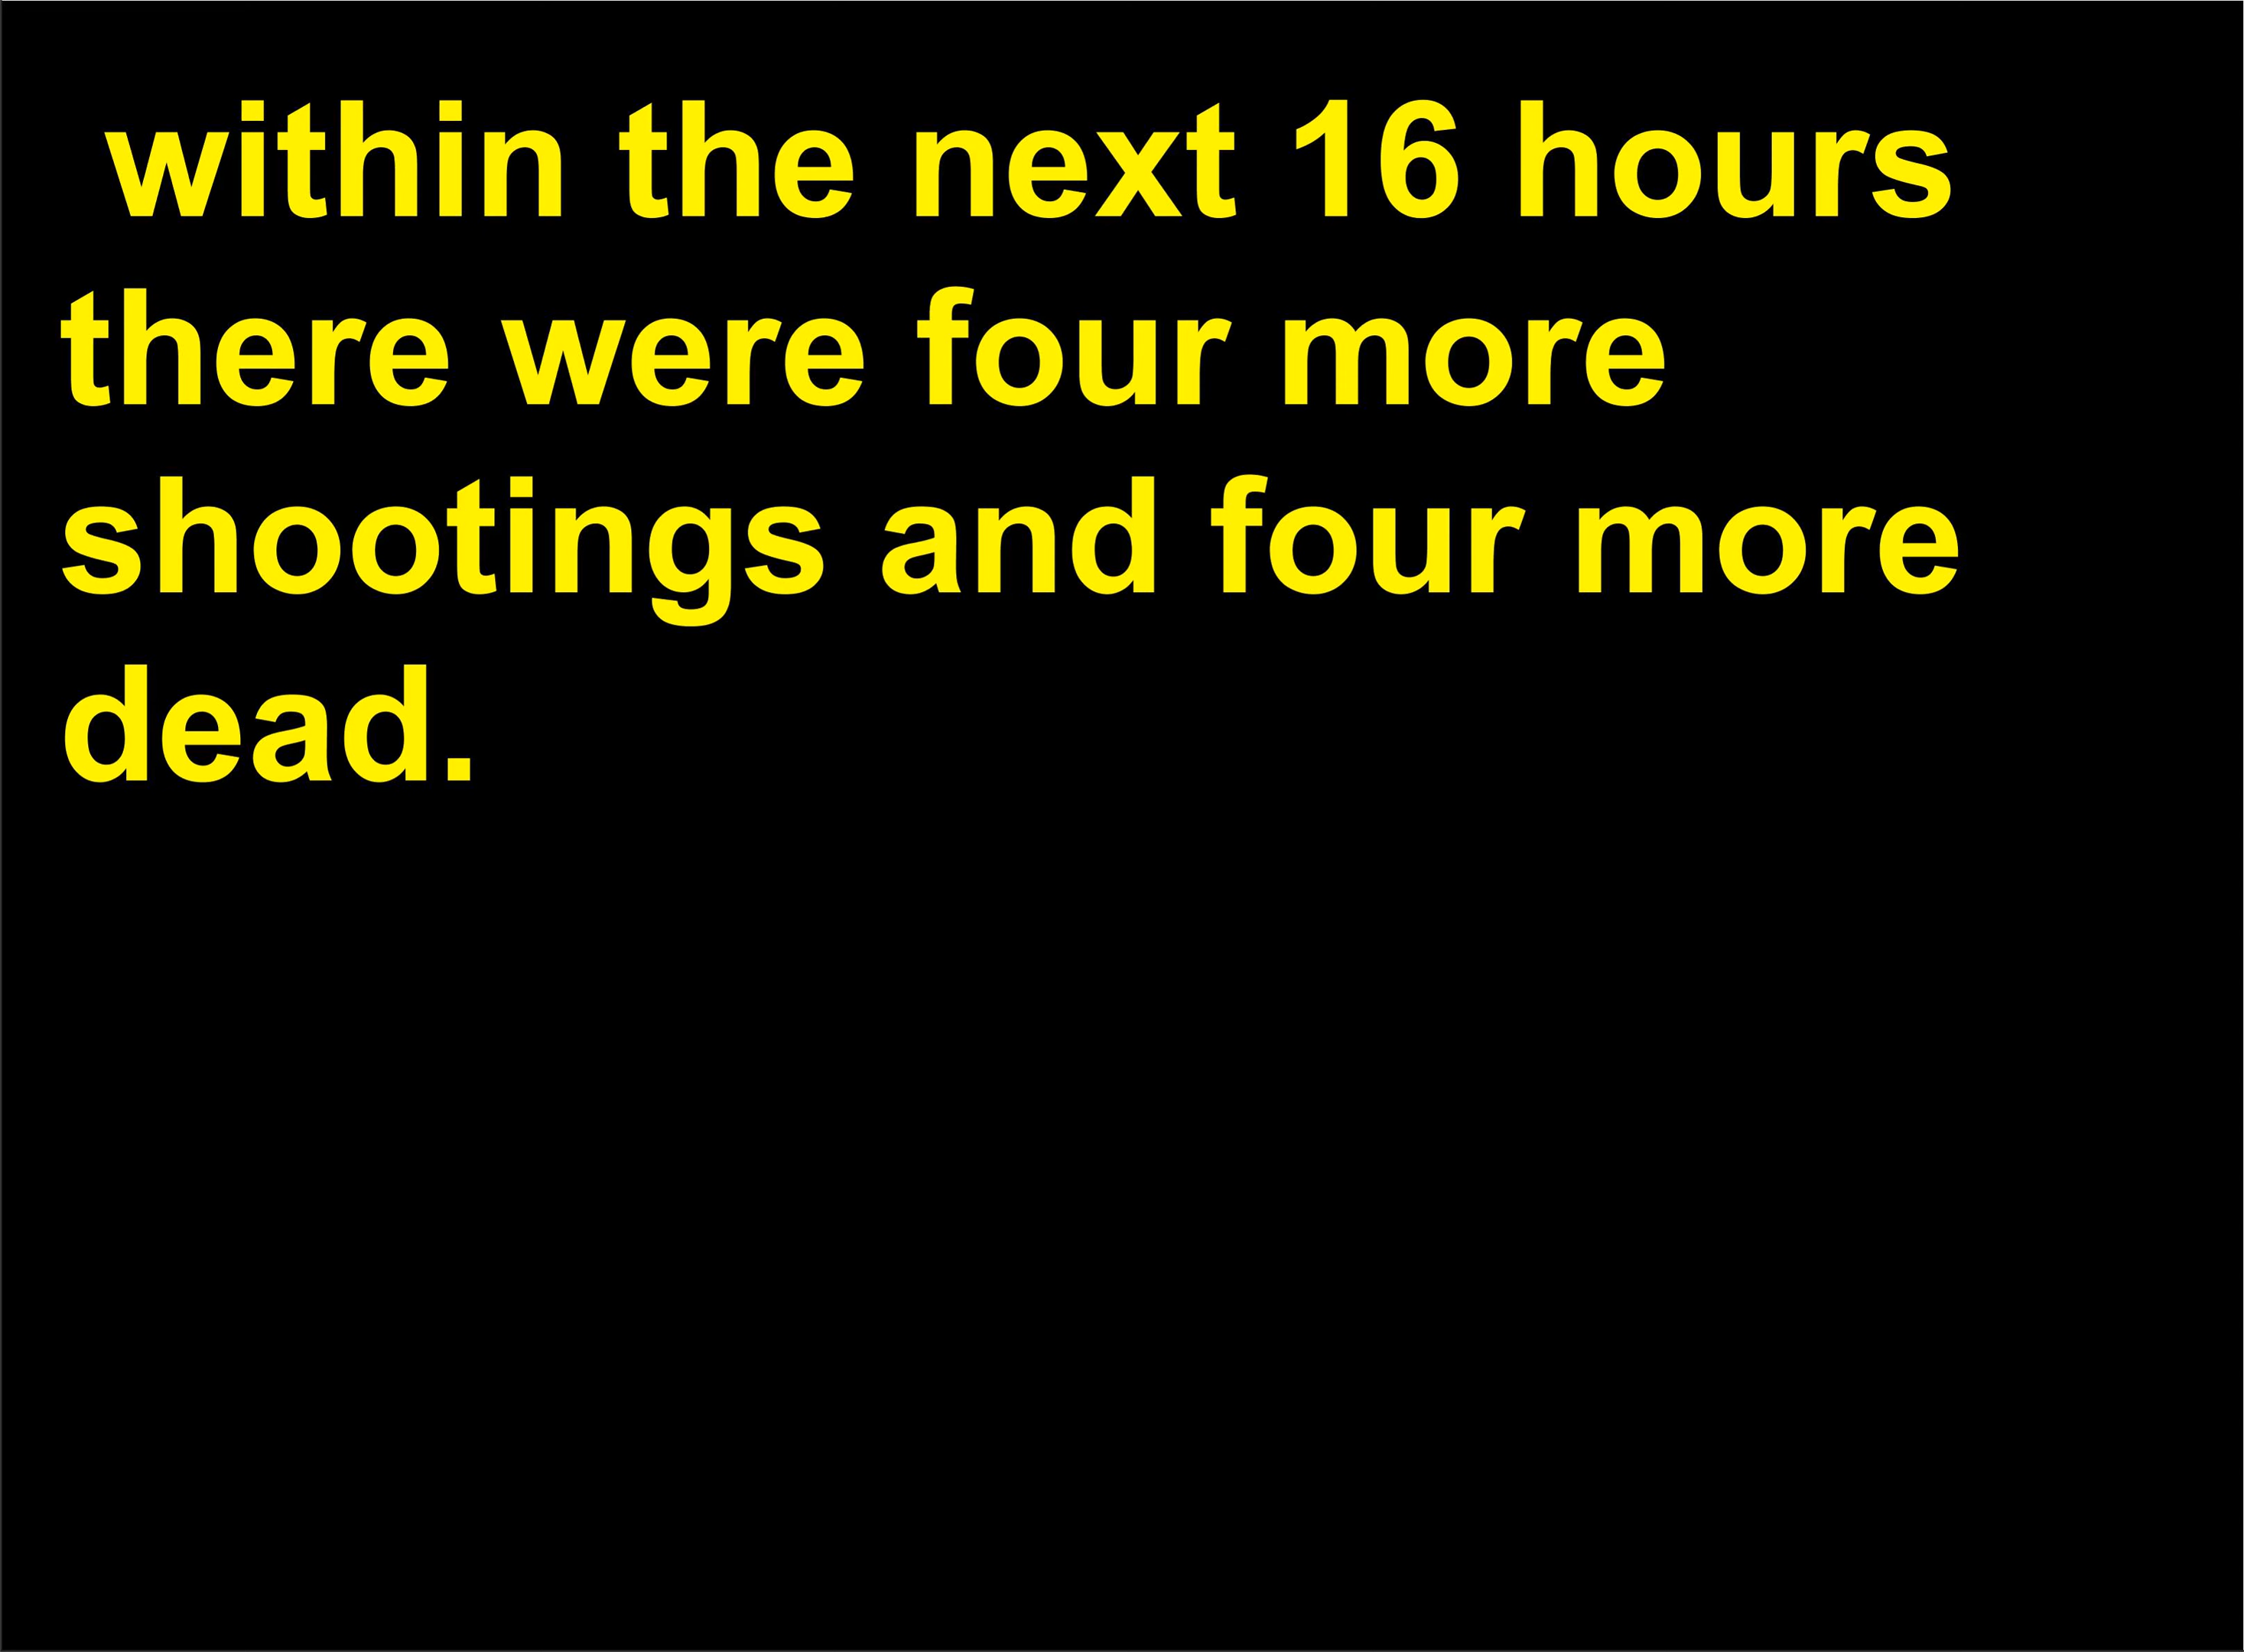 within the next 16 hours
there were four more
shootings and four more
dead.